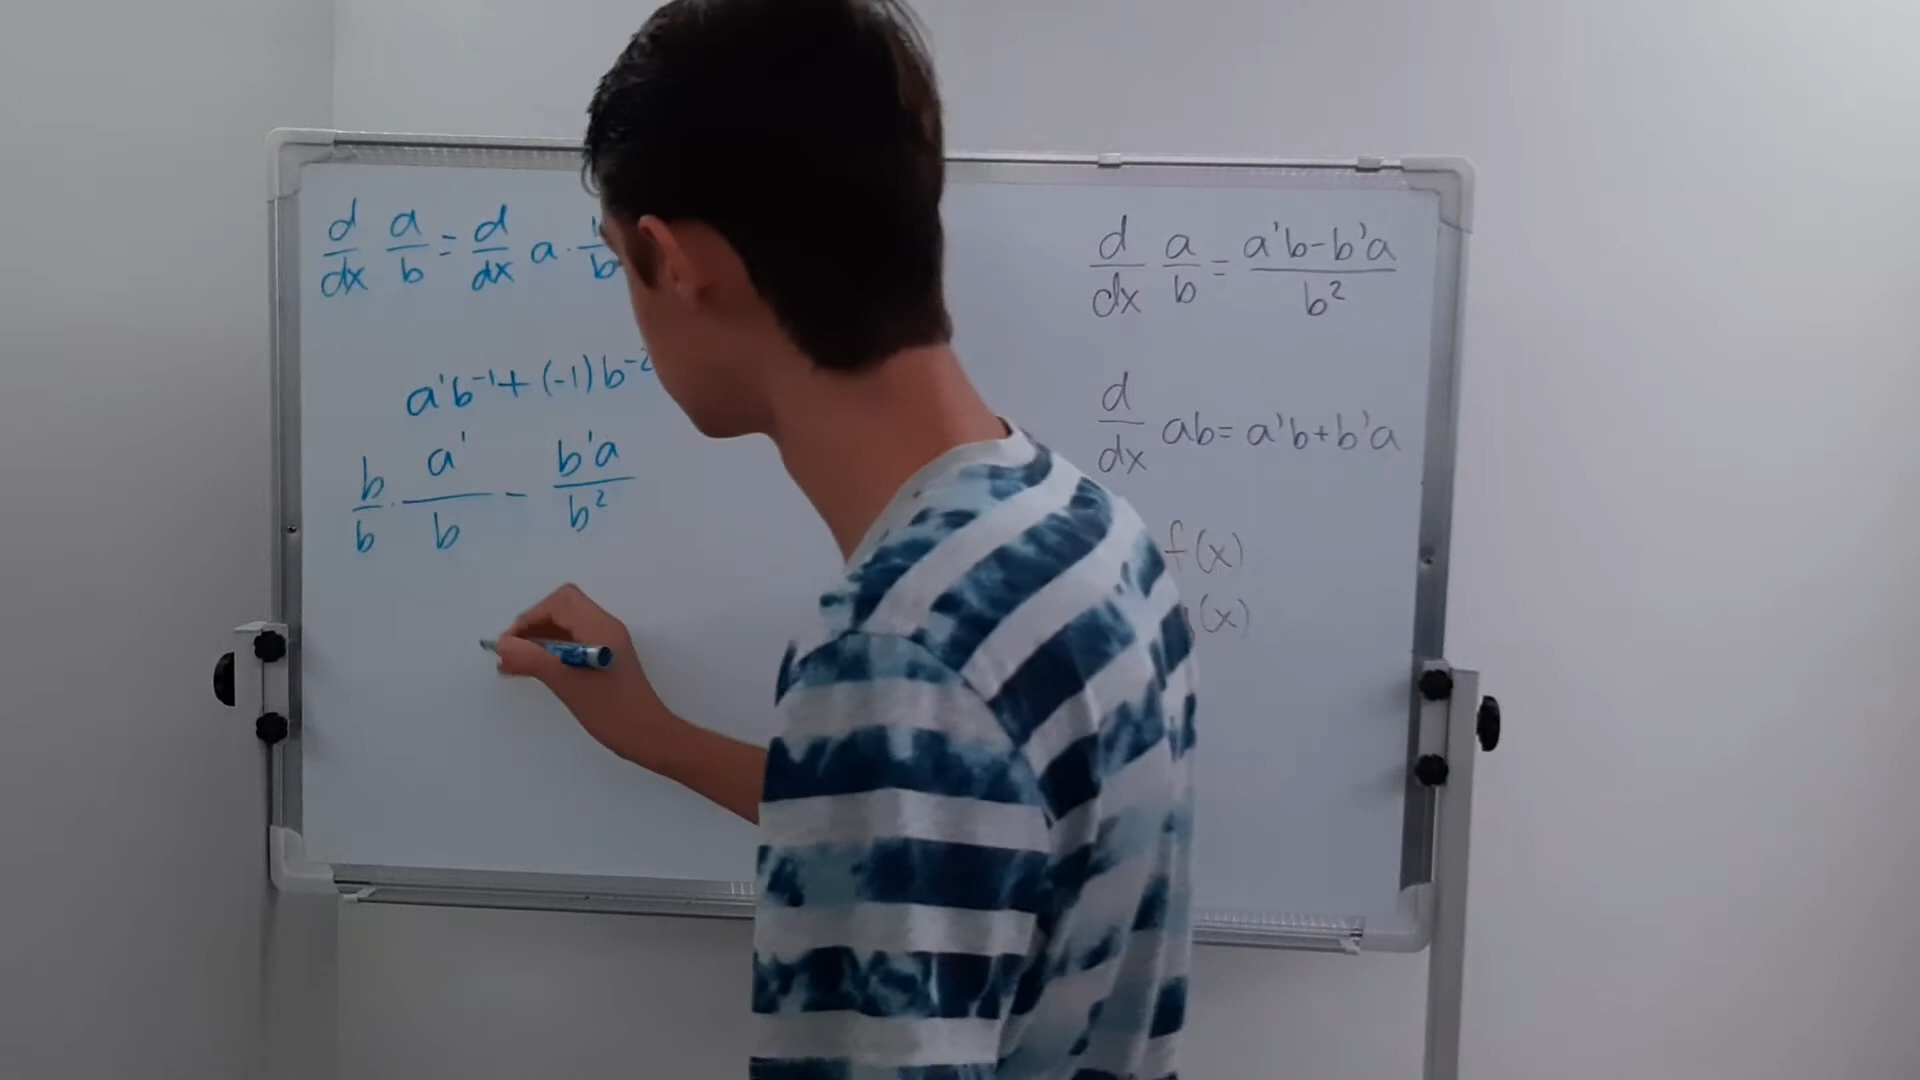 d/dx a/b = d/dx a · 1/b
a'b⁻¹ + (-1)b⁻²
b/b · a'/b - b'a/b²
d/dx a/b = a'b-b'a/b²
d/dx ab = a'b+b'a
f(x)
(x)